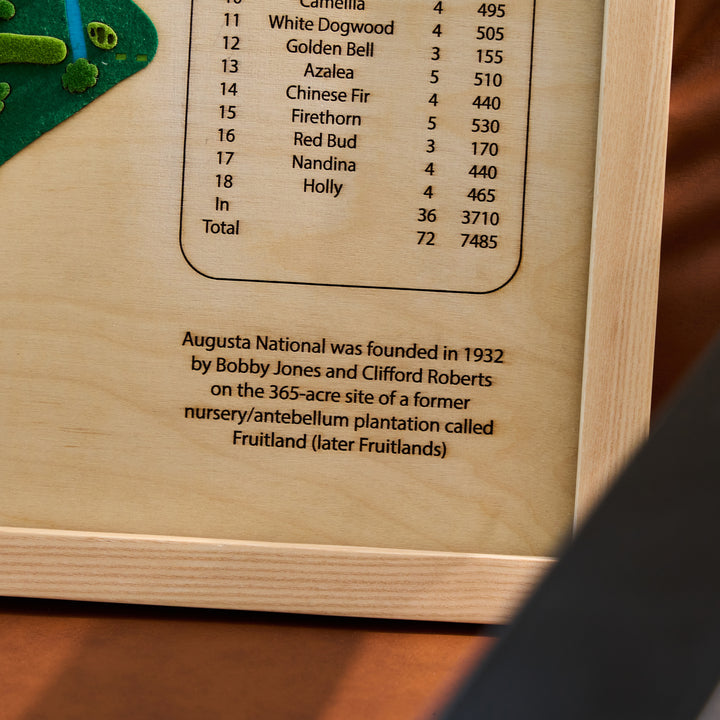 10 Camellia 4 495
11 White Dogwood 4 505
12 Golden Bell 3 155
13 Azalea 5 510
14 Chinese Fir 4 440
15 Firethorn 5 530
16 Red Bud 3 170
17 Nandina 4 440
18 Holly 4 465
In 36 3710
Total 72 7485
Augusta National was founded in 1932
by Bobby Jones and Clifford Roberts
on the 365-acre site of a former
nursery/antebellum plantation called
Fruitland (later Fruitlands)